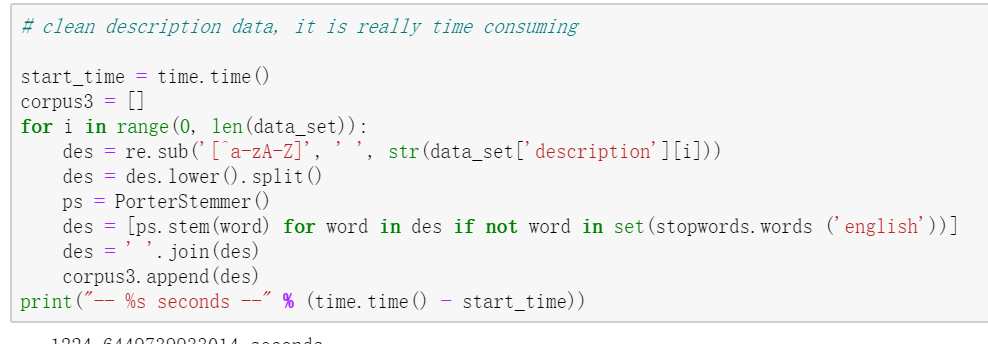 # clean description data, it is really time consuming
start_time = time.time()
corpus3 = []
for i in range(0, len(data_set)):
    des = re.sub('[^a-zA-Z]', ' ', str(data_set['description'][i]))
    des = des.lower().split()
    ps = PorterStemmer()
    des = [ps.stem(word) for word in des if not word in set(stopwords.words ('english'))]
    des = ' '.join(des)
    corpus3.append(des)
print("-- %s seconds --" % (time.time() - start_time))